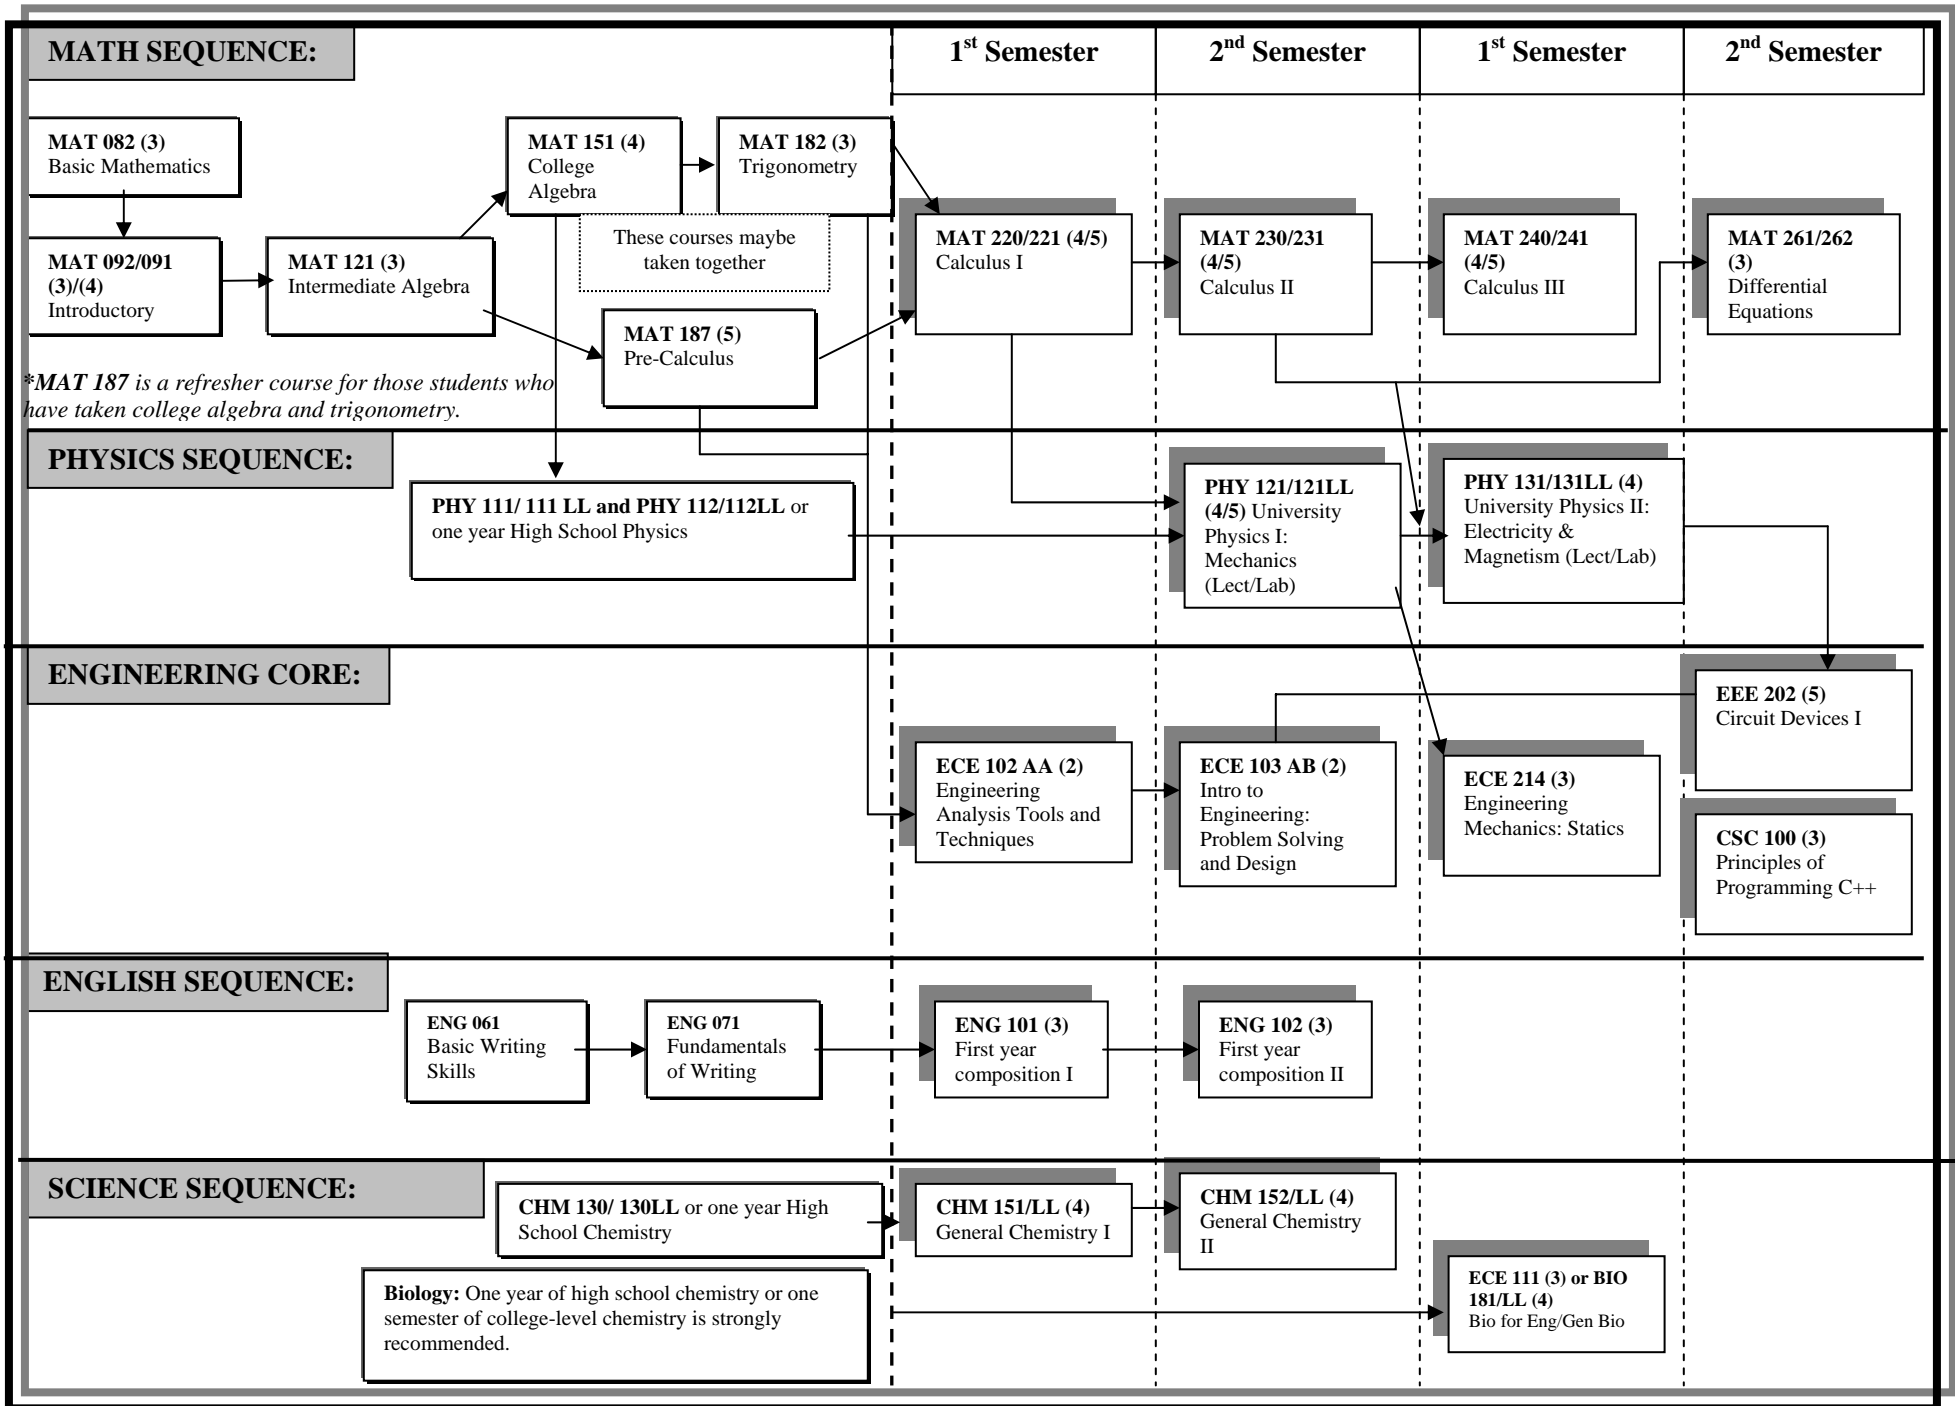 MATH SEQUENCE:
1st Semester
2nd Semester
1st Semester
2nd Semester
MAT 082 (3)
Basic Mathematics
MAT 151 (4)
College
Algebra
MAT 182 (3)
Trigonometry
These courses maybe
taken together
MAT 092/091
(3)/(4)
Introductory
MAT 121 (3)
Intermediate Algebra
MAT 187 (5)
Pre-Calculus
MAT 220/221 (4/5)
Calculus I
MAT 230/231
(4/5)
Calculus II
MAT 240/241
(4/5)
Calculus III
MAT 261/262
(3)
Differential
Equations
*MAT 187 is a refresher course for those students who
have taken college algebra and trigonometry.
PHYSICS SEQUENCE:
PHY 111/ 111 LL and PHY 112/112LL or
one year High School Physics
PHY 121/121LL
(4/5) University
Physics I:
Mechanics
(Lect/Lab)
PHY 131/131LL (4)
University Physics II:
Electricity &
Magnetism (Lect/Lab)
ENGINEERING CORE:
ECE 102 AA (2)
Engineering
Analysis Tools and
Techniques
ECE 103 AB (2)
Intro to
Engineering:
Problem Solving
and Design
ECE 214 (3)
Engineering
Mechanics: Statics
EEE 202 (5)
Circuit Devices I
CSC 100 (3)
Principles of
Programming C++
ENGLISH SEQUENCE:
ENG 061
Basic Writing
Skills
ENG 071
Fundamentals
of Writing
ENG 101 (3)
First year
composition I
ENG 102 (3)
First year
composition II
SCIENCE SEQUENCE:
CHM 130/ 130LL or one year High
School Chemistry
CHM 151/LL (4)
General Chemistry I
CHM 152/LL (4)
General Chemistry
II
Biology: One year of high school chemistry or one
semester of college-level chemistry is strongly
recommended.
ECE 111 (3) or BIO
181/LL (4)
Bio for Eng/Gen Bio